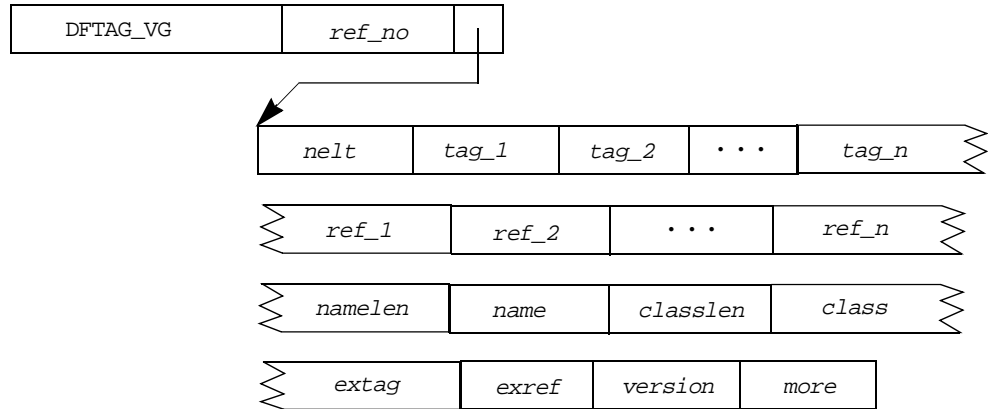 DFTAG_VG ref_no
nelt tag_1 tag_2 ··· tag_n
ref_1 ref_2 ··· ref_n
namelen name classlen class
extag exref version more